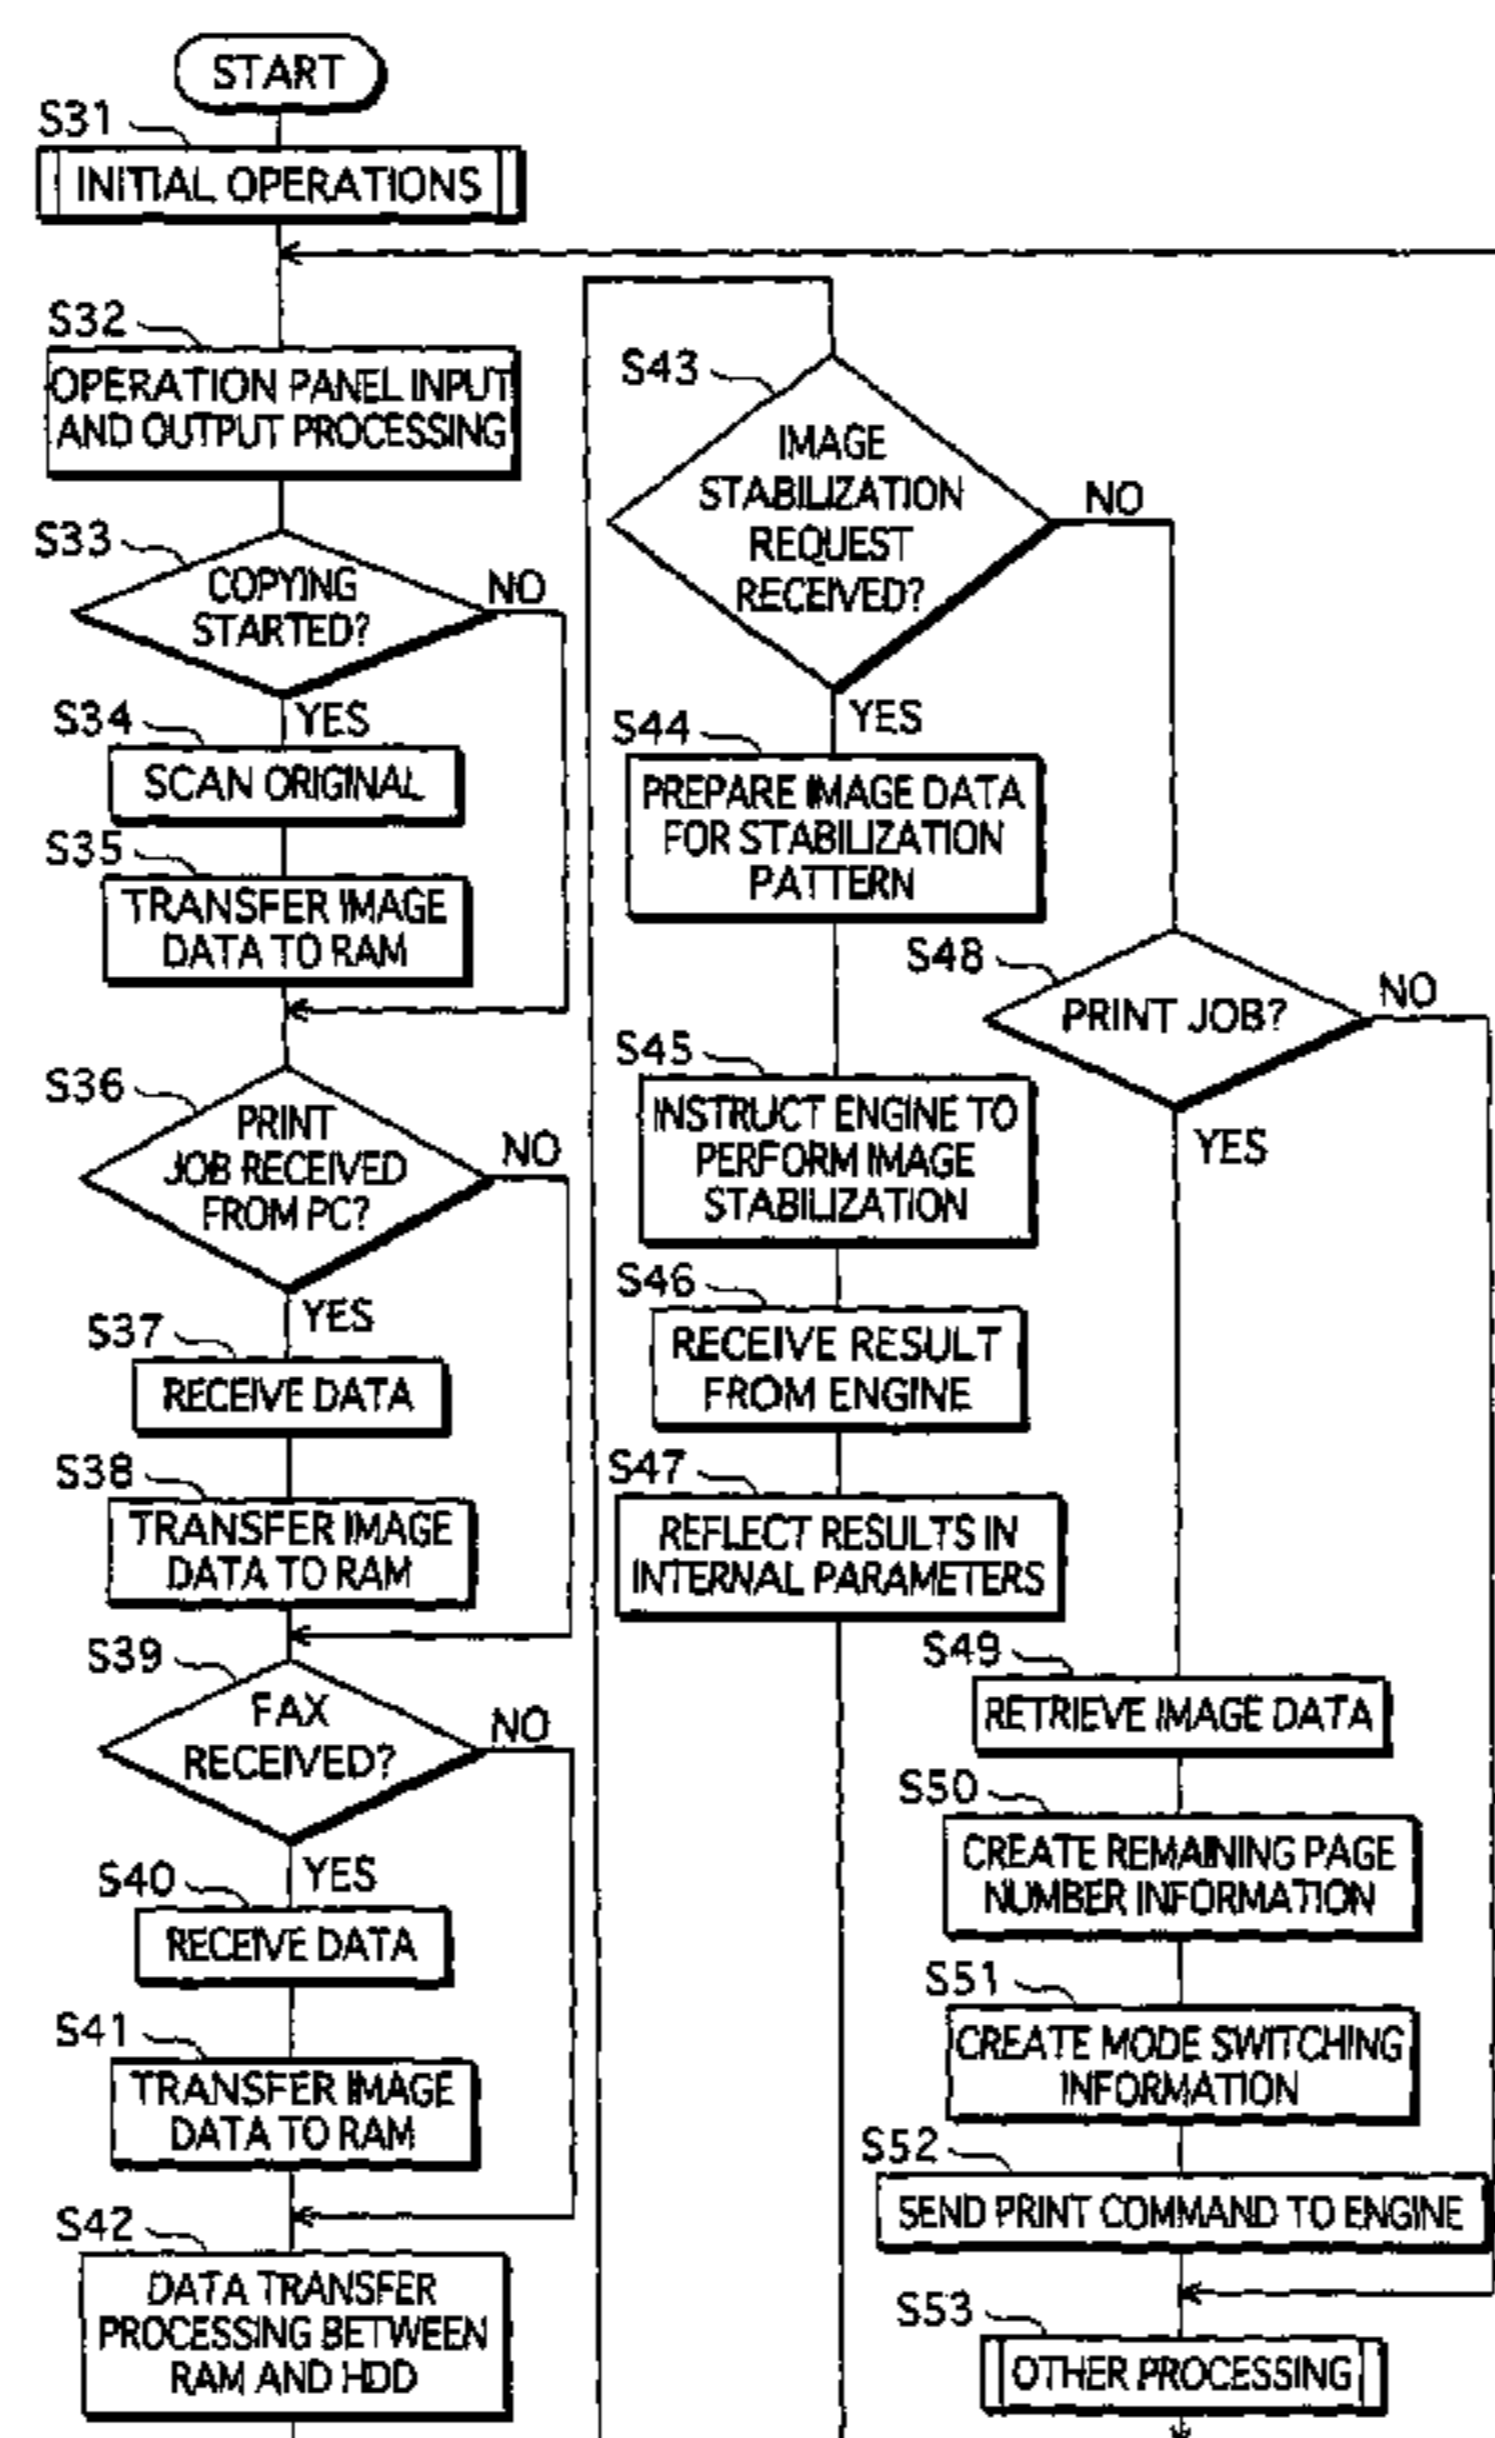 START
S31
INITIAL OPERATIONS
S32
OPERATION PANEL INPUT
AND OUTPUT PROCESSING
S33
COPYING
STARTED?
NO
YES
S34
SCAN ORIGINAL
S35
TRANSFER IMAGE
DATA TO RAM
S36
PRINT
JOB RECEIVED
FROM PC?
NO
YES
S37
RECEIVE DATA
S38
TRANSFER IMAGE
DATA TO RAM
S39
FAX
RECEIVED?
NO
YES
S40
RECEIVE DATA
S41
TRANSFER IMAGE
DATA TO RAM
S42
DATA TRANSFER
PROCESSING BETWEEN
RAM AND HDD
S43
IMAGE
STABILIZATION
REQUEST
RECEIVED?
NO
YES
S44
PREPARE IMAGE DATA
FOR STABILIZATION
PATTERN
S45
INSTRUCT ENGINE TO
PERFORM IMAGE
STABILIZATION
S46
RECEIVE RESULT
FROM ENGINE
S47
REFLECT RESULTS IN
INTERNAL PARAMETERS
S48
PRINT JOB?
NO
YES
S49
RETRIEVE IMAGE DATA
S50
CREATE REMAINING PAGE
NUMBER INFORMATION
S51
CREATE MODE SWITCHING
INFORMATION
S52
SEND PRINT COMMAND TO ENGINE
S53
OTHER PROCESSING